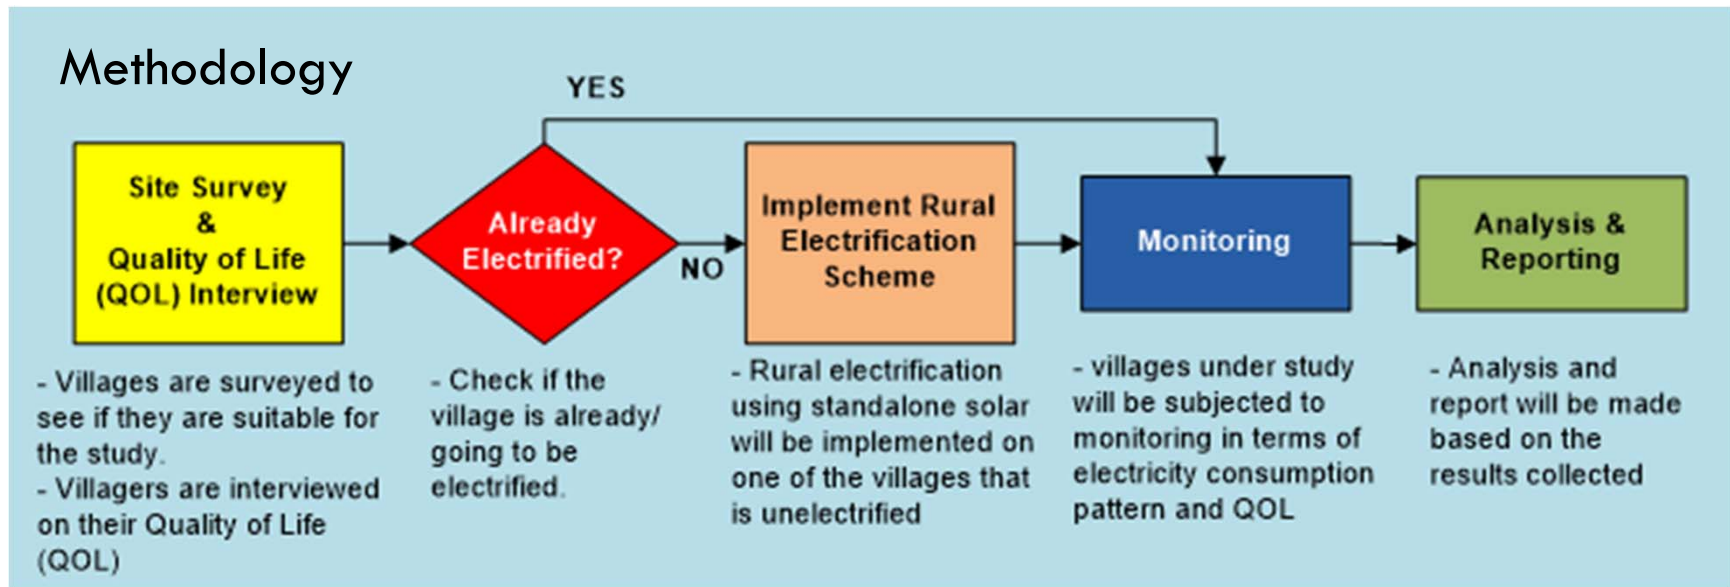 Methodology
YES
Site Survey
&
Quality of Life
(QOL) Interview
Already
Electrified?
NO
Implement Rural
Electrification
Scheme
Monitoring
Analysis &
Reporting
- Villages are surveyed to
see if they are suitable for
the study.
- Villagers are interviewed
on their Quality of Life
(QOL)
- Check if the
village is already/
going to be
electrified.
- Rural electrification
using standalone solar
will be implemented on
one of the villages that
is unelectrified
- villages under study
will be subjected to
monitoring in terms of
electricity consumption
pattern and QOL
- Analysis and
report will be made
based on the
results collected